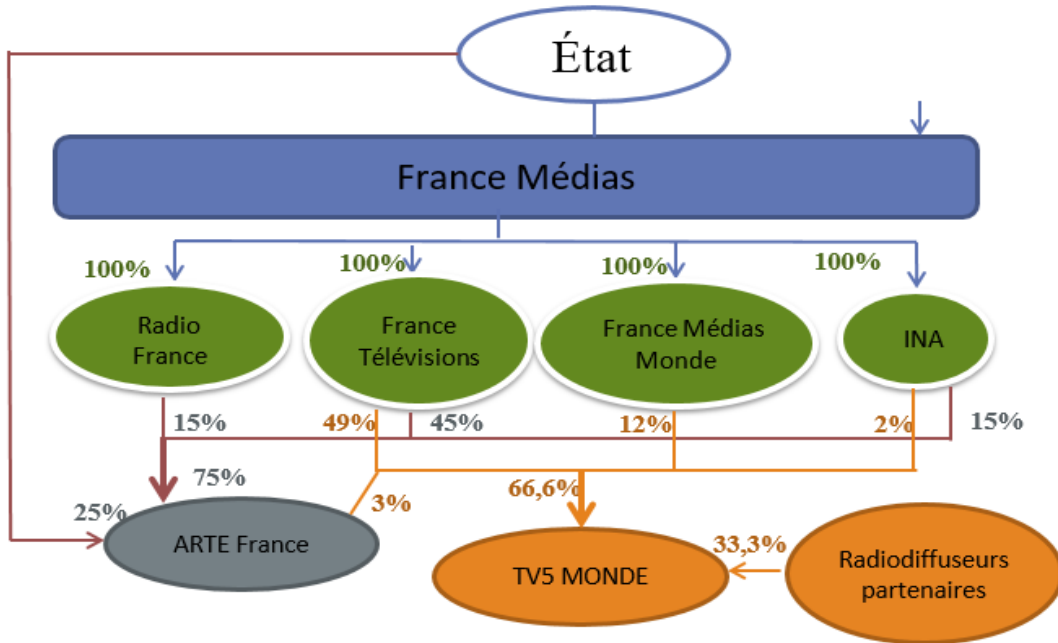 État
France Médias
100%
100%
100%
100%
Radio
France
France
Télévisions
France Médias
Monde
INA
15%
49%
45%
12%
2%
15%
75%
25%
3%
66,6%
ARTE France
TV5 MONDE
33,3%
Radiodiffuseurs
partenaires